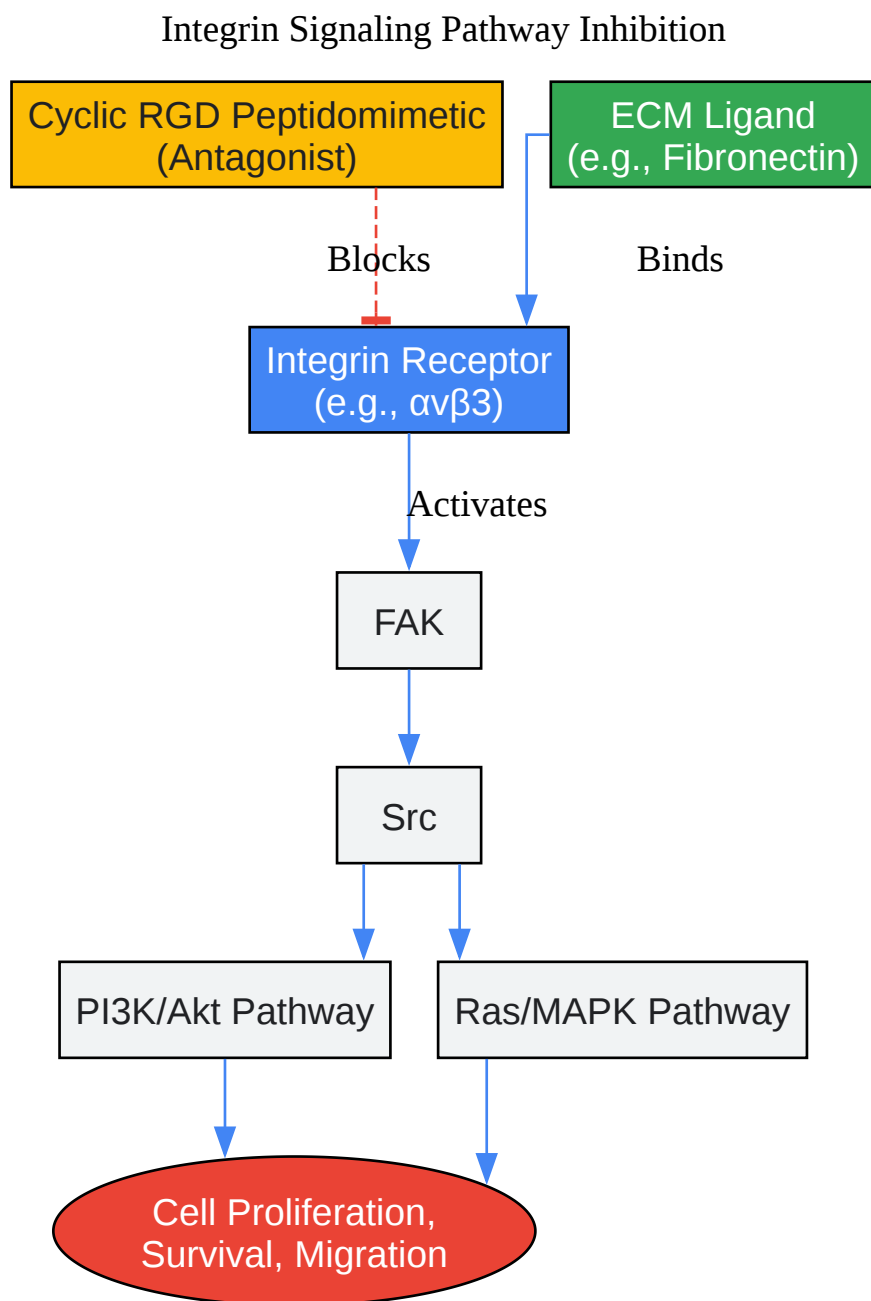 Integrin Signaling Pathway Inhibition
Cyclic RGD Peptidomimetic
(Antagonist)
ECM Ligand
(e.g., Fibronectin)
Blocks
Binds
Integrin Receptor
(e.g., αvβ3)
Activates
FAK
Src
PI3K/Akt Pathway
Ras/MAPK Pathway
Cell Proliferation,
Survival, Migration